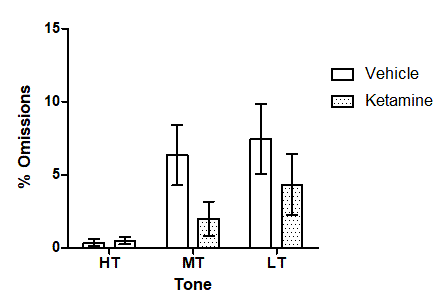 15
10
5
0
% Omissions
HT MT LT
Tone
Vehicle
Ketamine